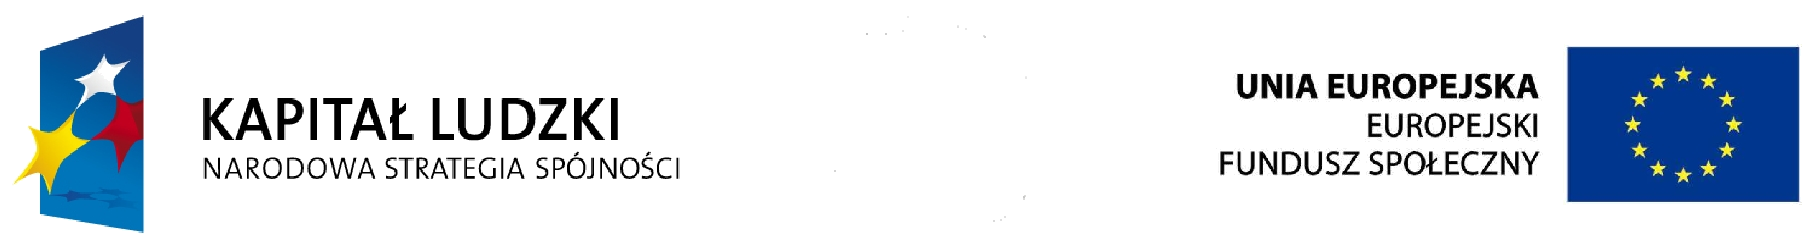 KAPITAŁ LUDZKI
NARODOWA STRATEGIA SPÓJNOŚCI
UNIA EUROPEJSKA
EUROPEJSKI
FUNDUSZ SPOŁECZNY